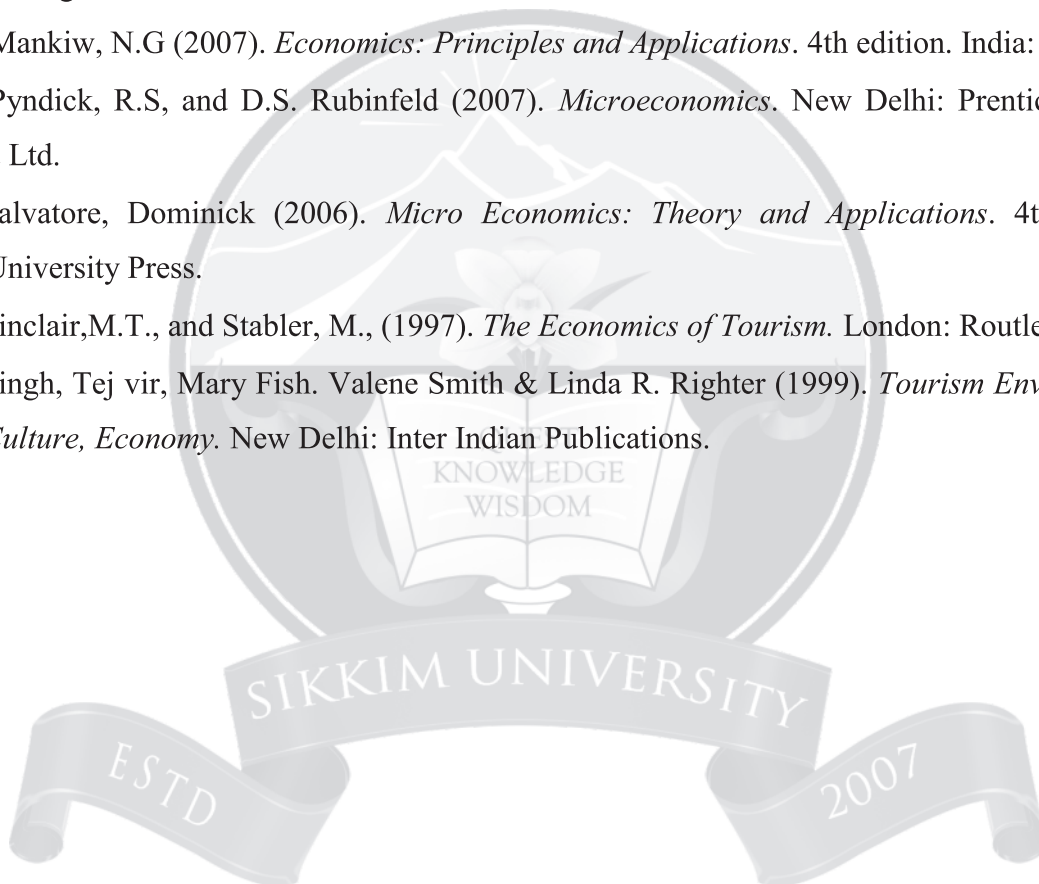 Mankiw, N.G (2007). Economics: Principles and Applications. 4th edition. India:
Pyndick, R.S, and D.S. Rubinfeld (2007). Microeconomics. New Delhi: Prentic
Ltd.
alvatore, Dominick (2006). Micro Economics: Theory and Applications. 4t
University Press.
inclair,M.T., and Stabler, M., (1997). The Economics of Tourism. London: Routle
ingh, Tej vir, Mary Fish. Valene Smith & Linda R. Righter (1999). Tourism Env
Culture, Economy. New Delhi: Inter Indian Publications.
QUEST
KNOWLEDGE
WISDOM
SIKKIM UNIVERSITY
ESTD
2007